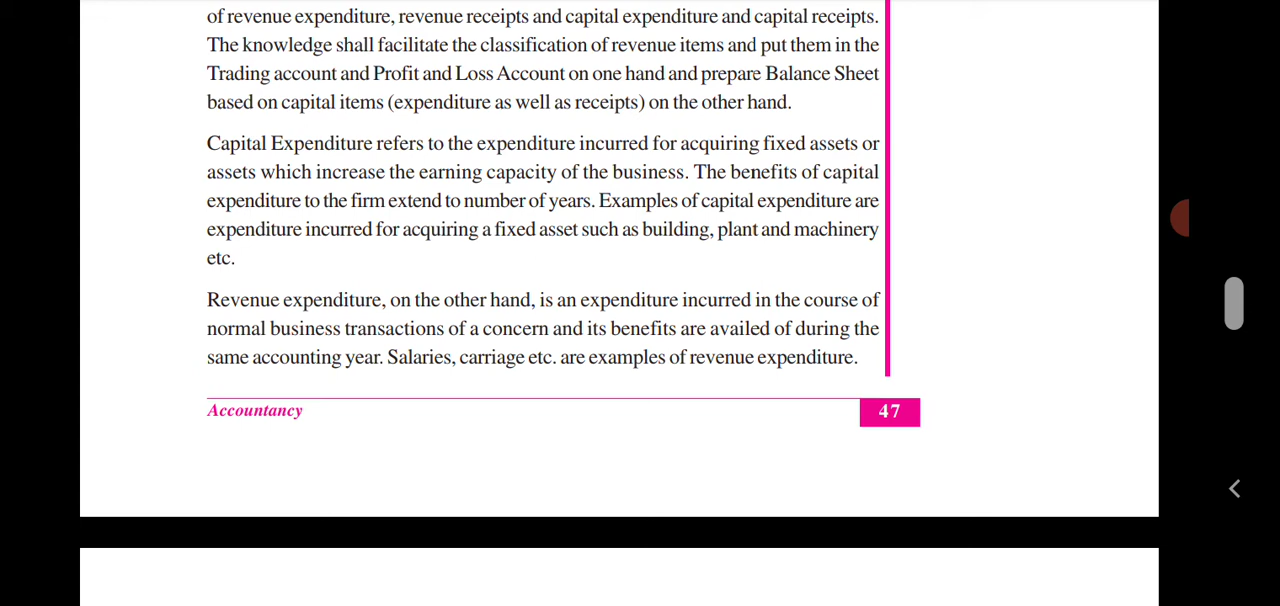 of revenue expenditure, revenue receipts and capital expenditure and capital receipts.
The knowledge shall facilitate the classification of revenue items and put them in the
Trading account and Profit and Loss Account on one hand and prepare Balance Sheet
based on capital items (expenditure as well as receipts) on the other hand.
Capital Expenditure refers to the expenditure incurred for acquiring fixed assets or
assets which increase the earning capacity of the business. The benefits of capital
expenditure to the firm extend to number of years. Examples of capital expenditure are
expenditure incurred for acquiring a fixed asset such as building, plant and machinery
etc.
Revenue expenditure, on the other hand, is an expenditure incurred in the course of
normal business transactions of a concern and its benefits are availed of during the
same accounting year. Salaries, carriage etc. are examples of revenue expenditure.
Accountancy
47